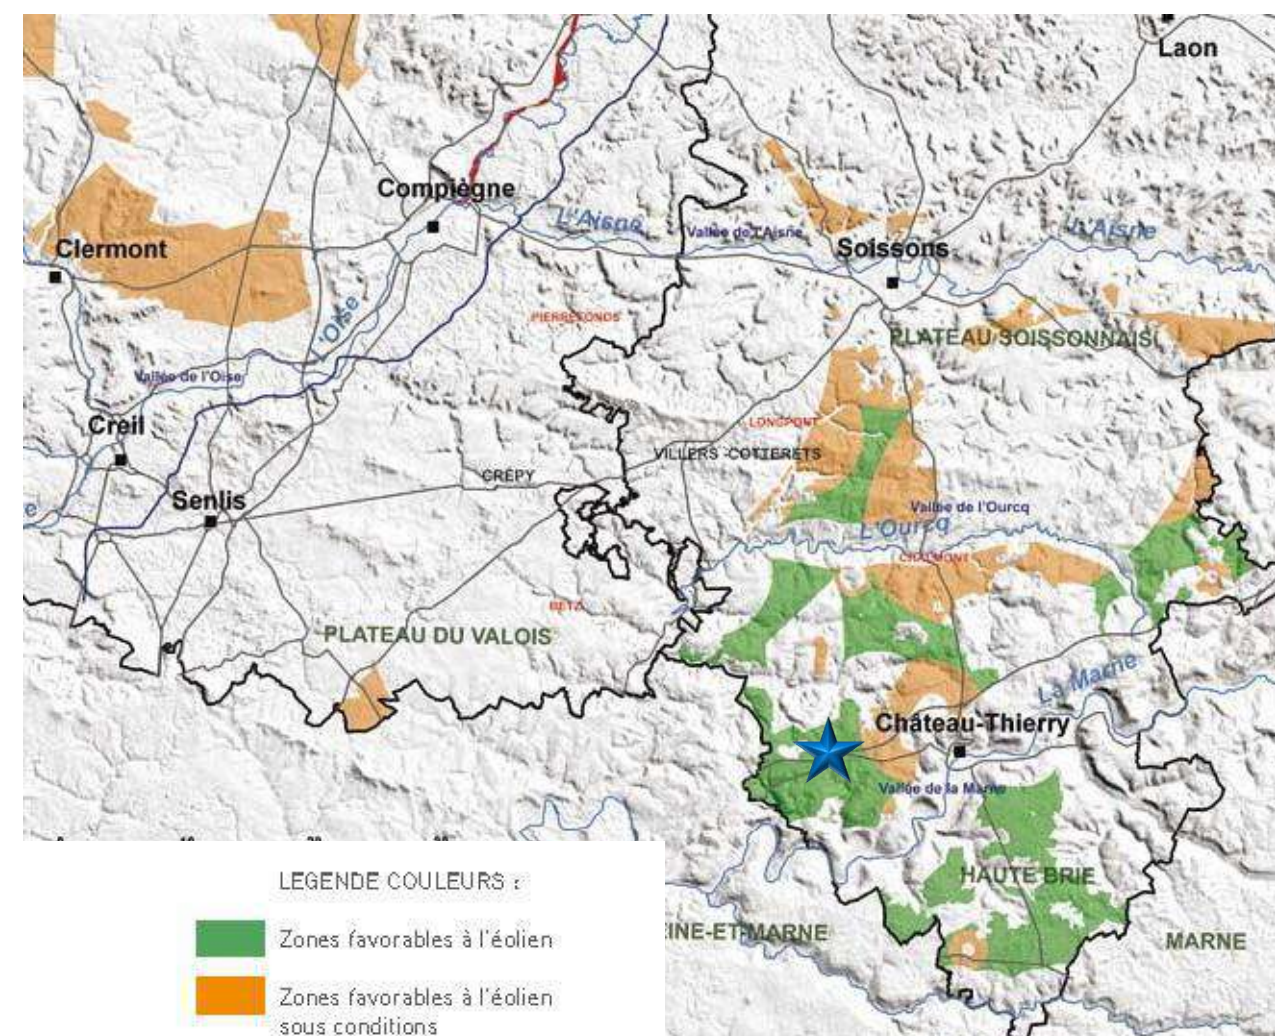 Laon
Compiègne
L'Aisne
Vallée de l'Aisne
L'Aisne
Clermont
Soissons
L'Oise
PIERREFONDS
PLATEAU SOISSONNAIS
Vallée de l'Oise
Creil
LONGPONT
VILLERS -COTTERETS
CRÉPY
Senlis
Vallée de l'Ourcq
L'Ourcq
e
CHALMONT
BETZ
PLATEAU DU VALOIS
La Marne
Château-Thierry
Vallée de la Marne
HAUTE BRIE
EINE-ET-MARNE
MARNE
LEGENDE COULEURS :
Zones favorables à l'éolien
Zones favorables à l'éolien
sous conditions